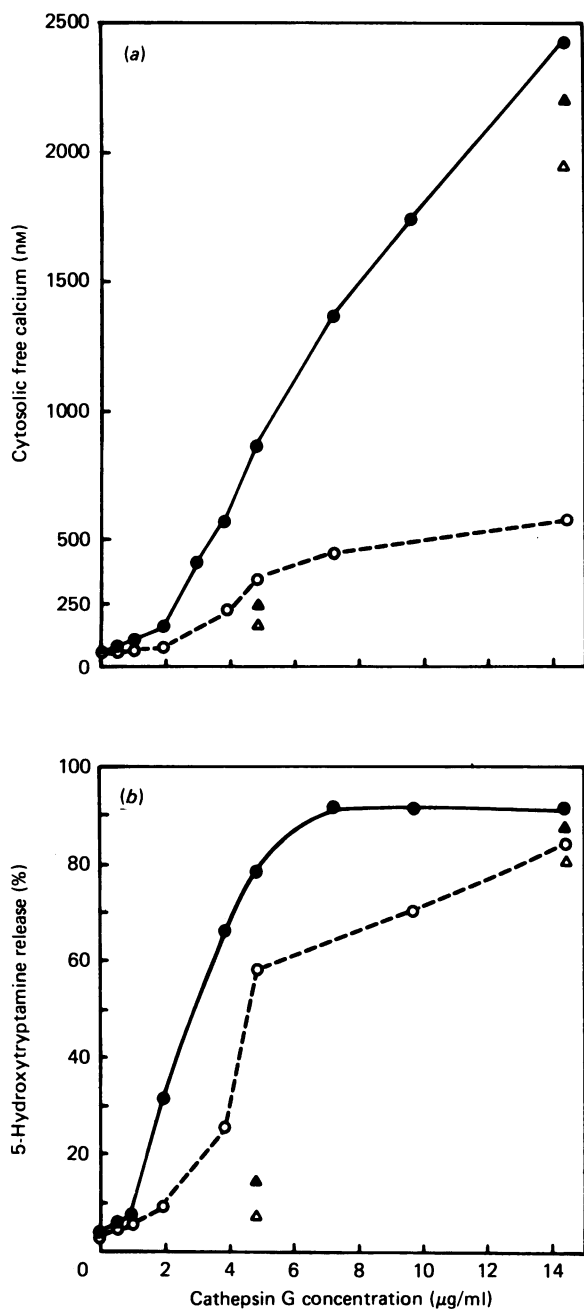 (a)
2500
2000
1500
1000
500
250
0
Cytosolic free calcium (nM)
(b)
100
80
60
40
20
0
5-Hydroxytryptamine release (%)
0 2 4 6 8 10 12 14
Cathepsin G concentration (μg/ml)